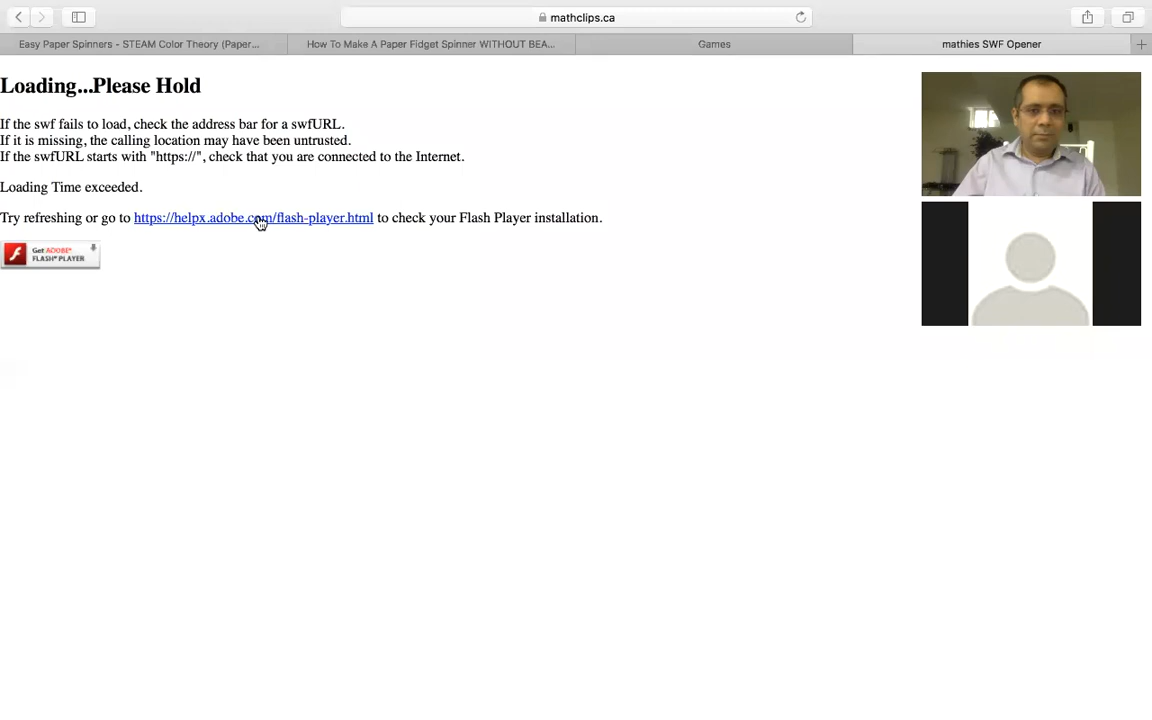 mathclips.ca
Easy Paper Spinners - STEAM Color Theory (Paper...
How To Make A Paper Fidget Spinner WITHOUT BEA...
Games
mathies SWF Opener
Loading...Please Hold
If the swf fails to load, check the address bar for a swfURL.
If it is missing, the calling location may have been untrusted.
If the swfURL starts with "https://", check that you are connected to the Internet.
Loading Time exceeded.
Try refreshing or go to https://helpx.adobe.com/flash-player.html to check your Flash Player installation.
Get ADOBE®
FLASH® PLAYER